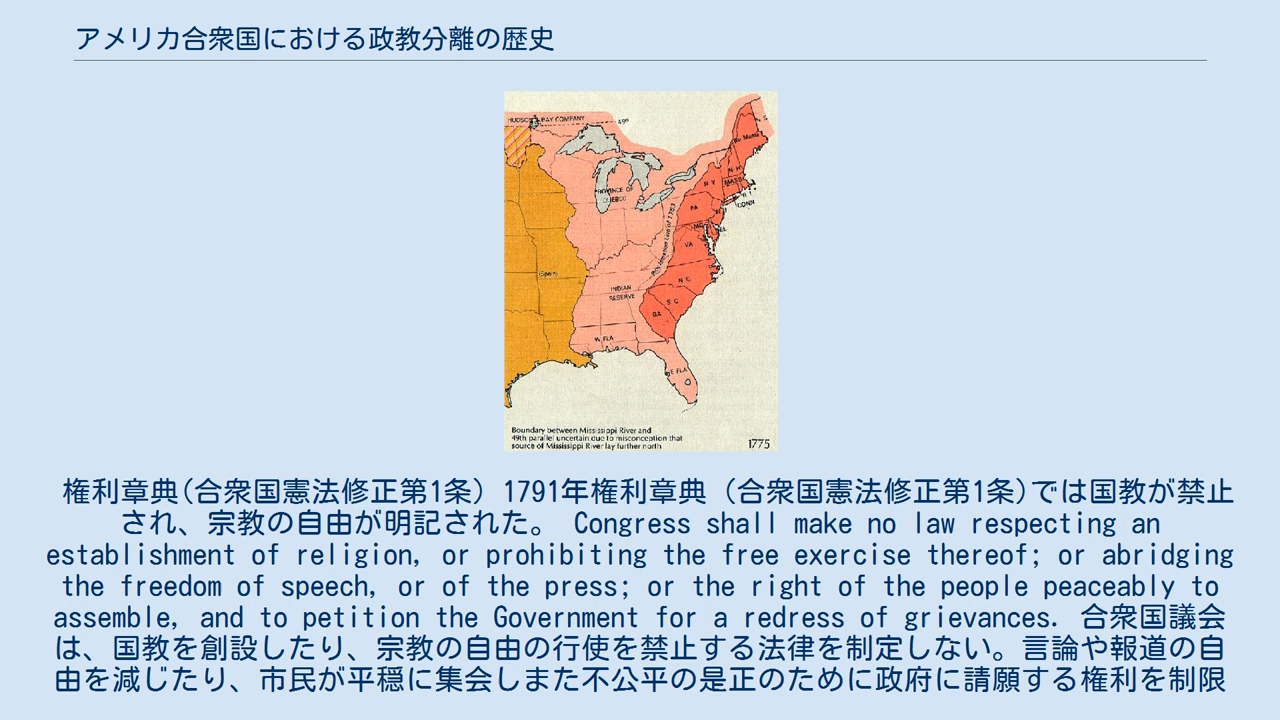 アメリカ合衆国における政教分離の歴史
HUDSON BAY COMPANY
49º
PROVINCE OF
QUEBEC
N.H.
MASS
N Y
CONN
PA
VA
Proclamation Line of 1763
(Spain)
INDIAN
RESERVE
N C
S C
GA
W FLA
E FLA
Boundary between Mississippi River and
49th parallel uncertain due to misconception that
source of Mississippi River lay further north
1775
権利章典(合衆国憲法修正第1条) 1791年権利章典 (合衆国憲法修正第1条)では国教が禁止
され、宗教の自由が明記された。 Congress shall make no law respecting an
establishment of religion, or prohibiting the free exercise thereof; or abridging
the freedom of speech, or of the press; or the right of the people peaceably to
assemble, and to petition the Government for a redress of grievances. 合衆国議会
は、国教を創設したり、宗教の自由の行使を禁止する法律を制定しない。言論や報道の自
由を減じたり、市民が平穏に集会しまた不公平の是正のために政府に請願する権利を制限